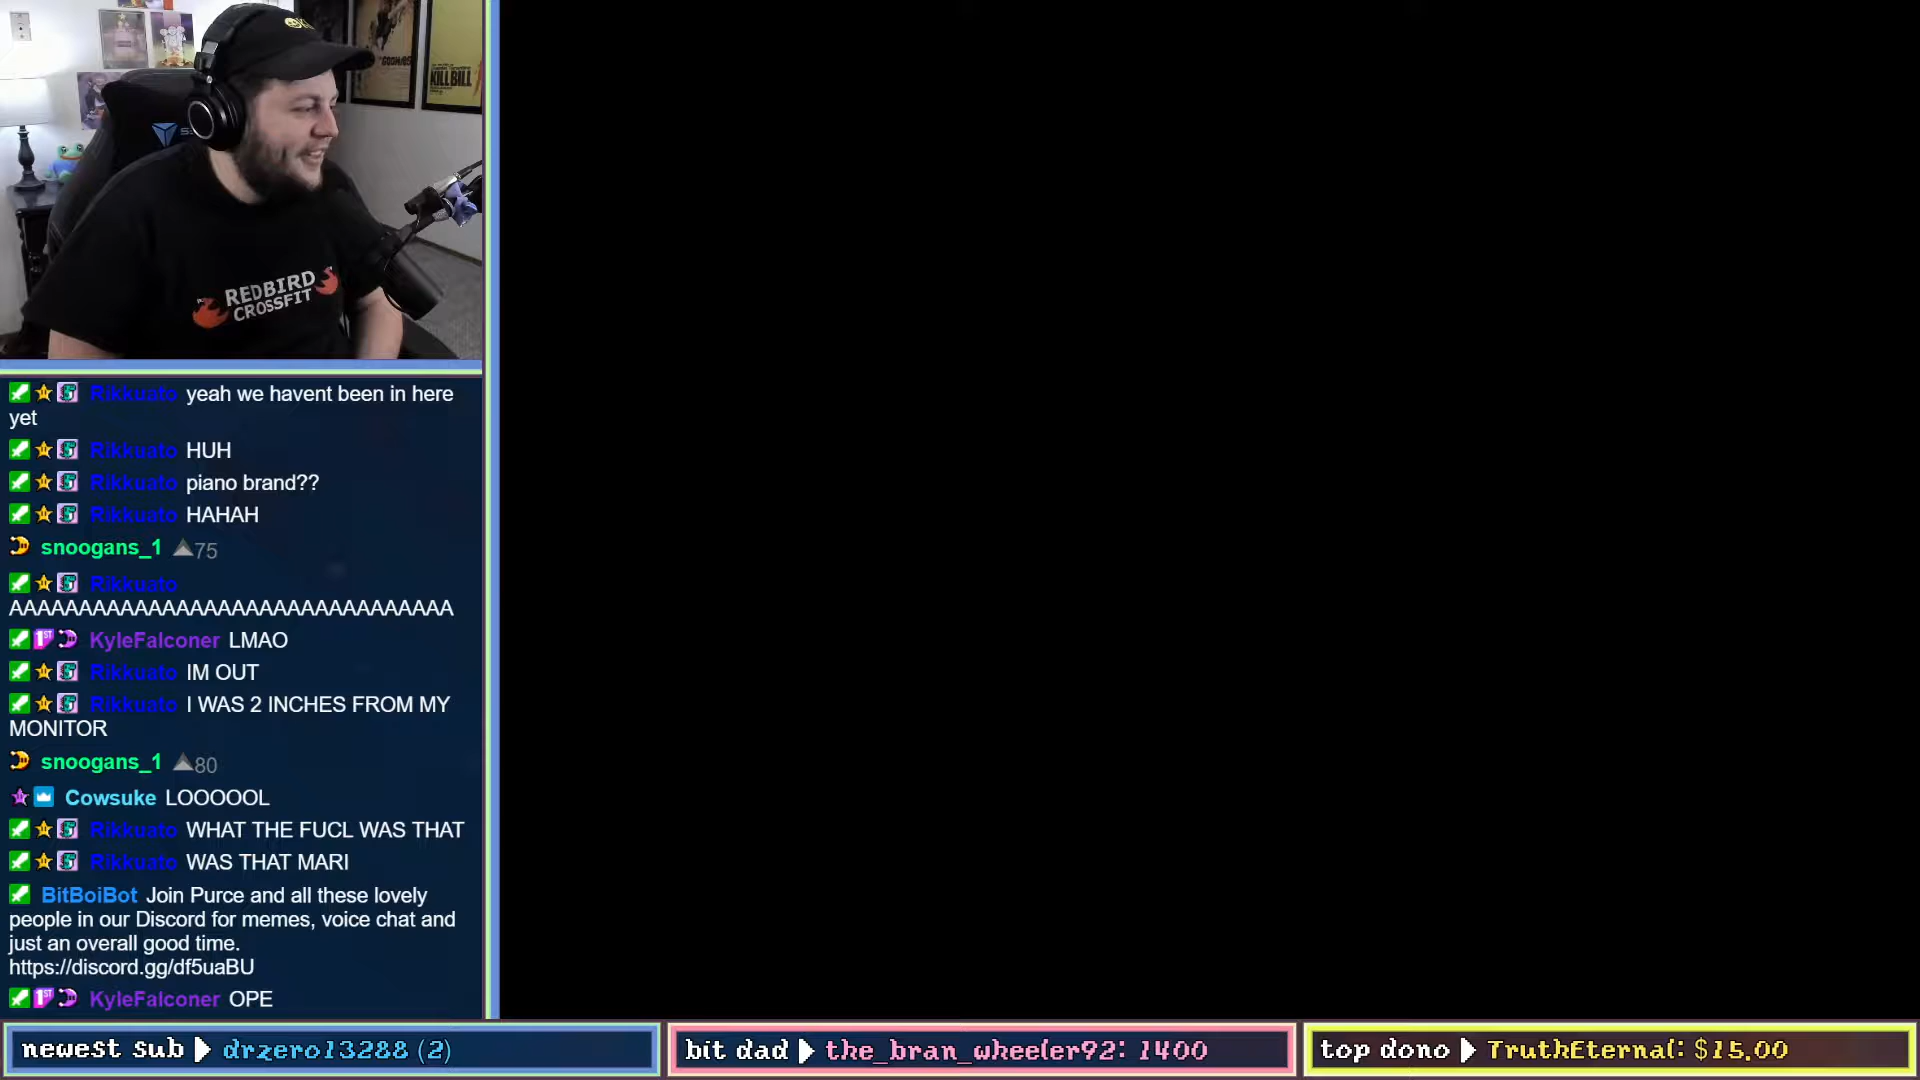 KILL BILL
REDBIRD
CROSSFIT
Rikkuato yeah we havent been in here
yet
Rikkuato HUH
Rikkuato piano brand??
Rikkuato HAHAH
snoogans_1 75
Rikkuato
AAAAAAAAAAAAAAAAAAAAAAAAAAAAAAAA
KyleFalconer LMAO
Rikkuato IM OUT
Rikkuato I WAS 2 INCHES FROM MY
MONITOR
snoogans_1 80
Cowsuke LOOOOOL
Rikkuato WHAT THE FUCL WAS THAT
Rikkuato WAS THAT MARI
BitBoiBot Join Purce and all these lovely
people in our Discord for memes, voice chat and
just an overall good time.
https://discord.gg/df5uaBU
KyleFalconer OPE
newest sub drzero13288 (2)
bit dad the_bran_wheeler92: 1400
top dono TruthEternal: $15.00